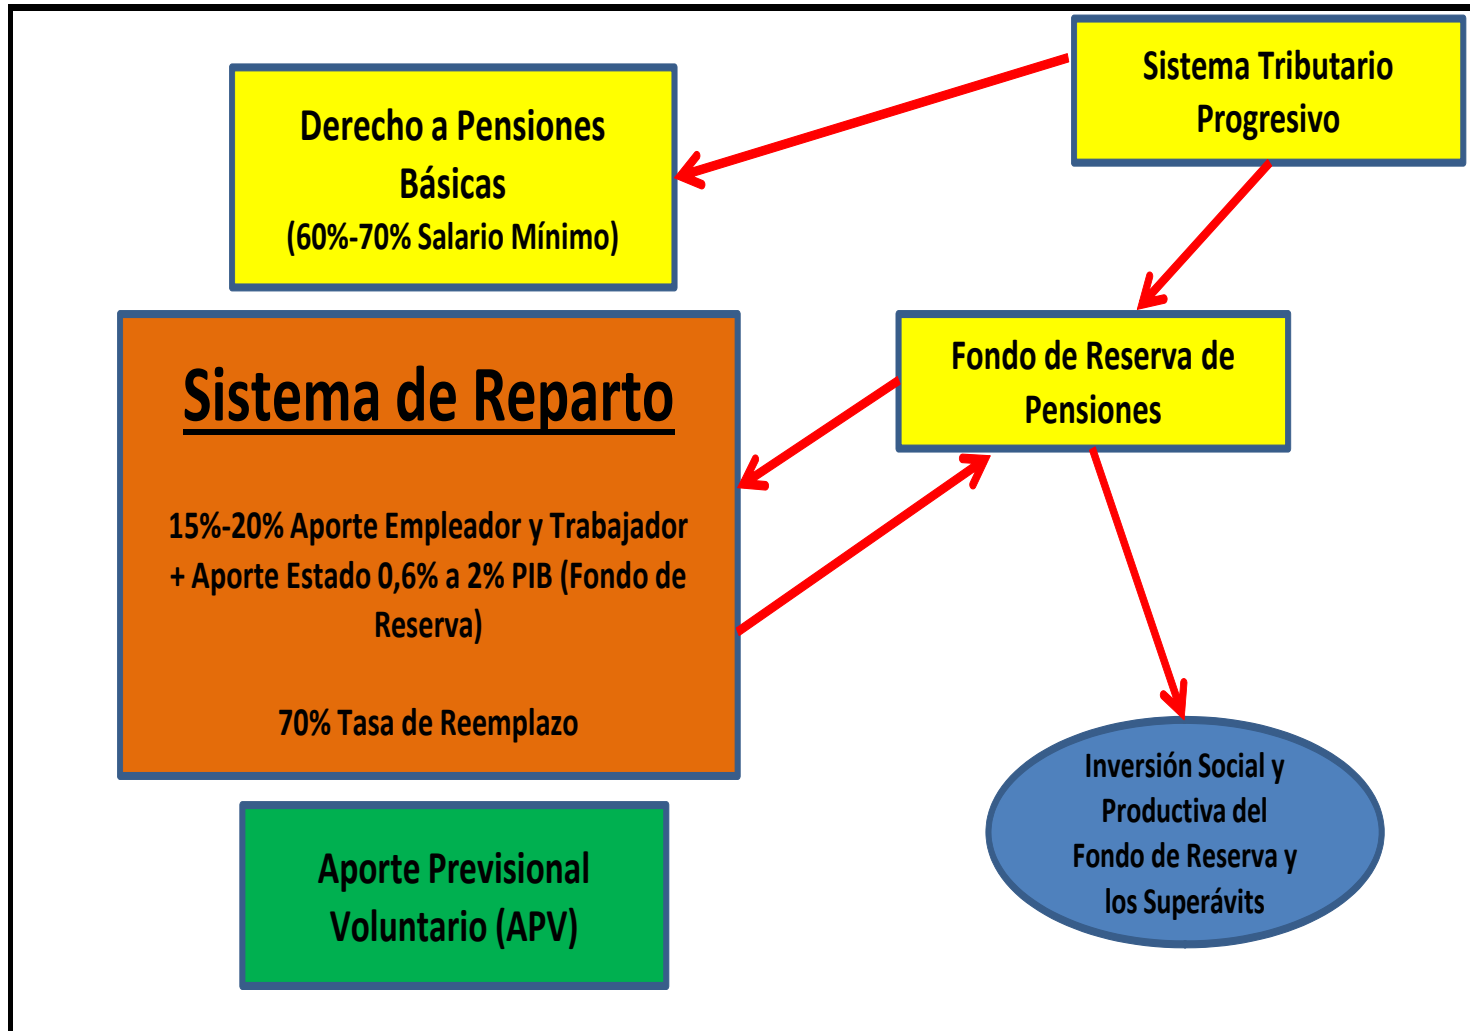 Sistema Tributario
Progresivo
Derecho a Pensiones
Básicas
(60%-70% Salario Mínimo)
Sistema de Reparto
15%-20% Aporte Empleador y Trabajador
+ Aporte Estado 0,6% a 2% PIB (Fondo de
Reserva)
70% Tasa de Reemplazo
Fondo de Reserva de
Pensiones
Inversión Social y
Productiva del
Fondo de Reserva y
los Superávits
Aporte Previsional
Voluntario (APV)